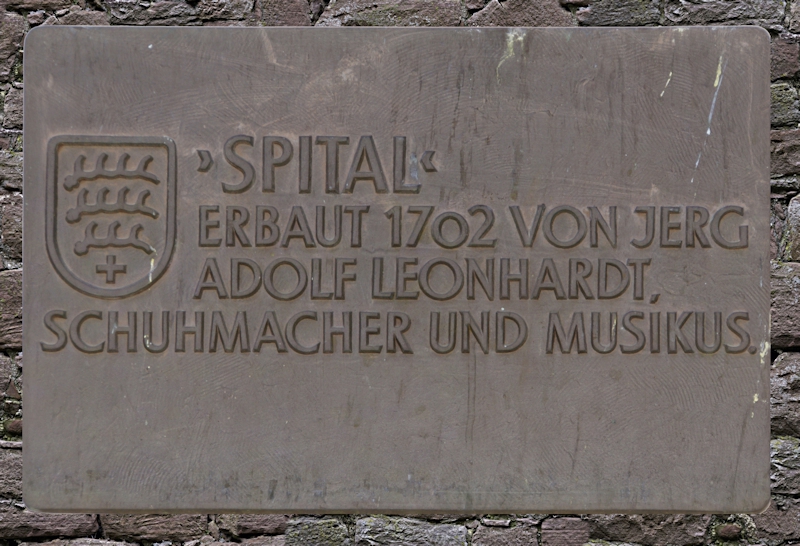 ›SPITAL‹
ERBAUT 1702 VON JERG
ADOLF LEONHARDT,
SCHUHMACHER UND MUSIKUS.